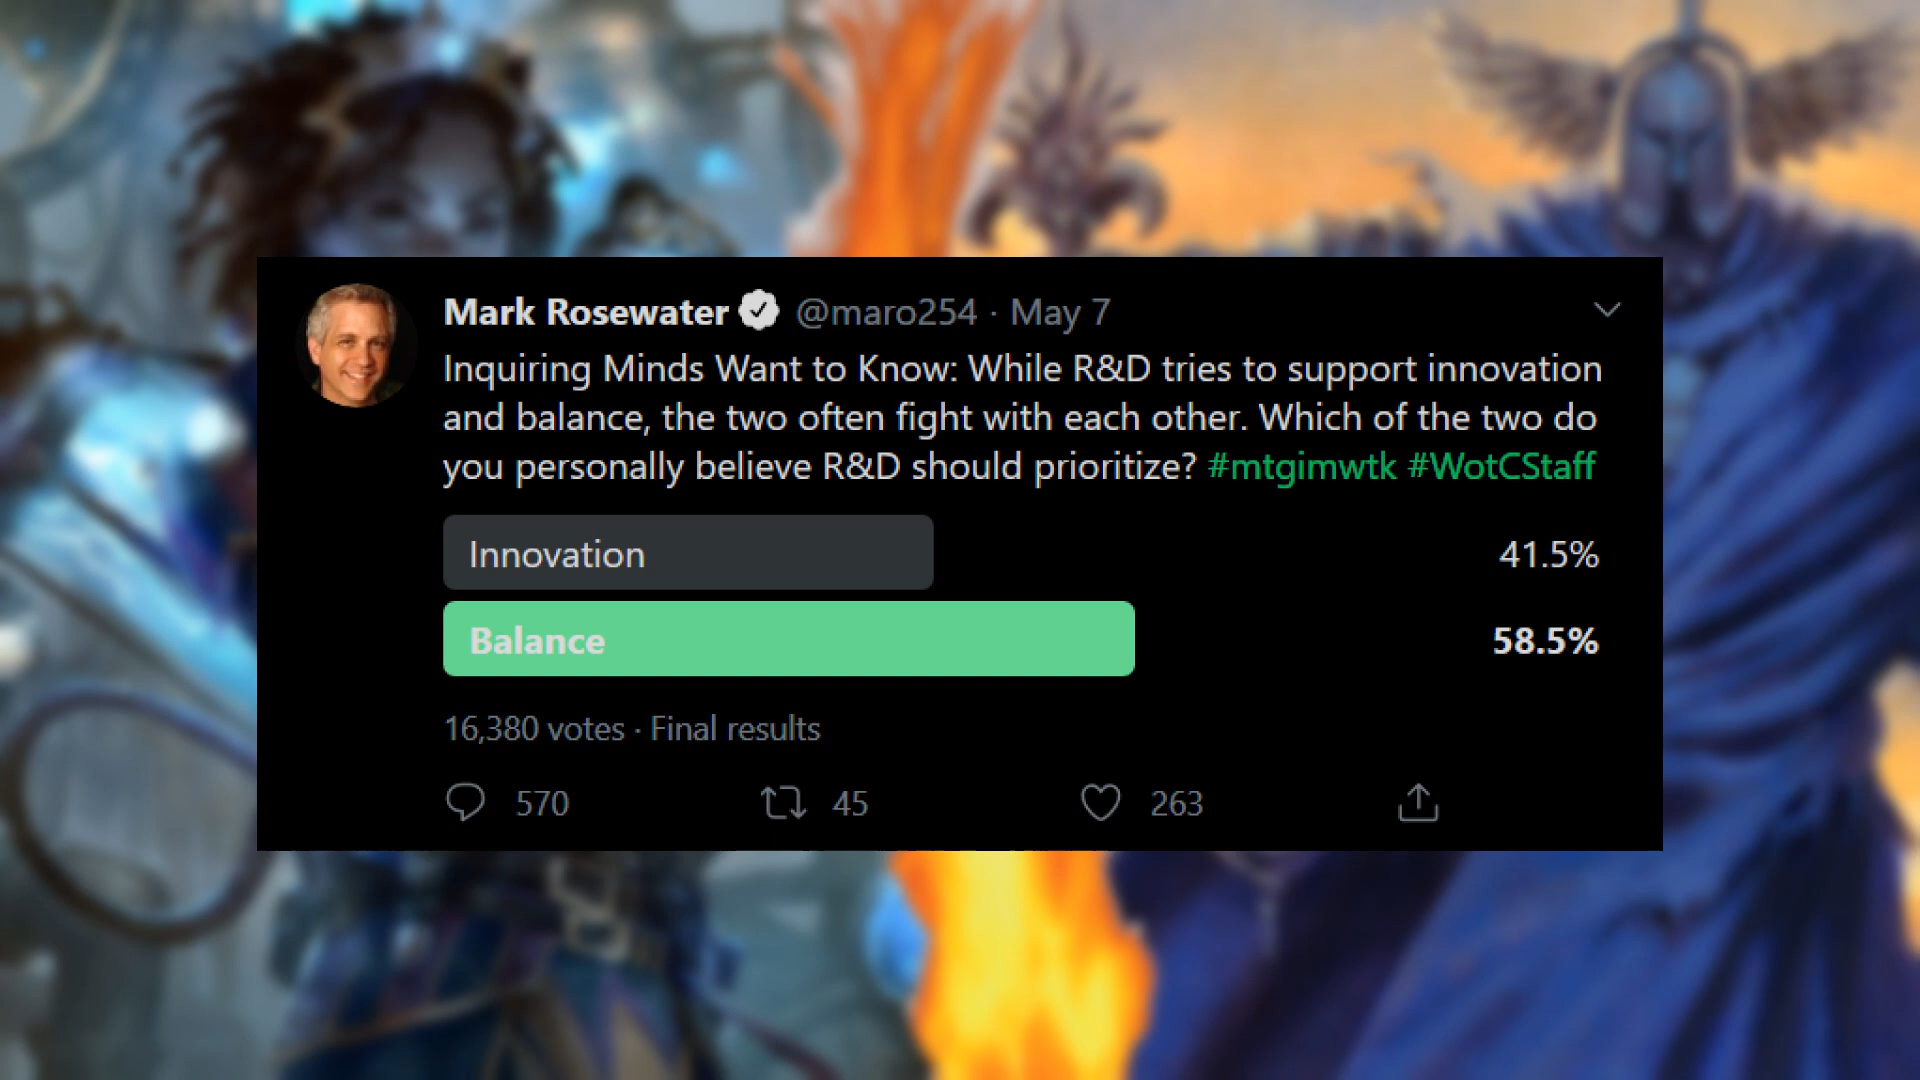 Mark Rosewater @maro254 · May 7
Inquiring Minds Want to Know: While R&D tries to support innovation
and balance, the two often fight with each other. Which of the two do
you personally believe R&D should prioritize? #mtgimwtk #WotCStaff
Innovation 41.5%
Balance 58.5%
16,380 votes · Final results
570 45 263